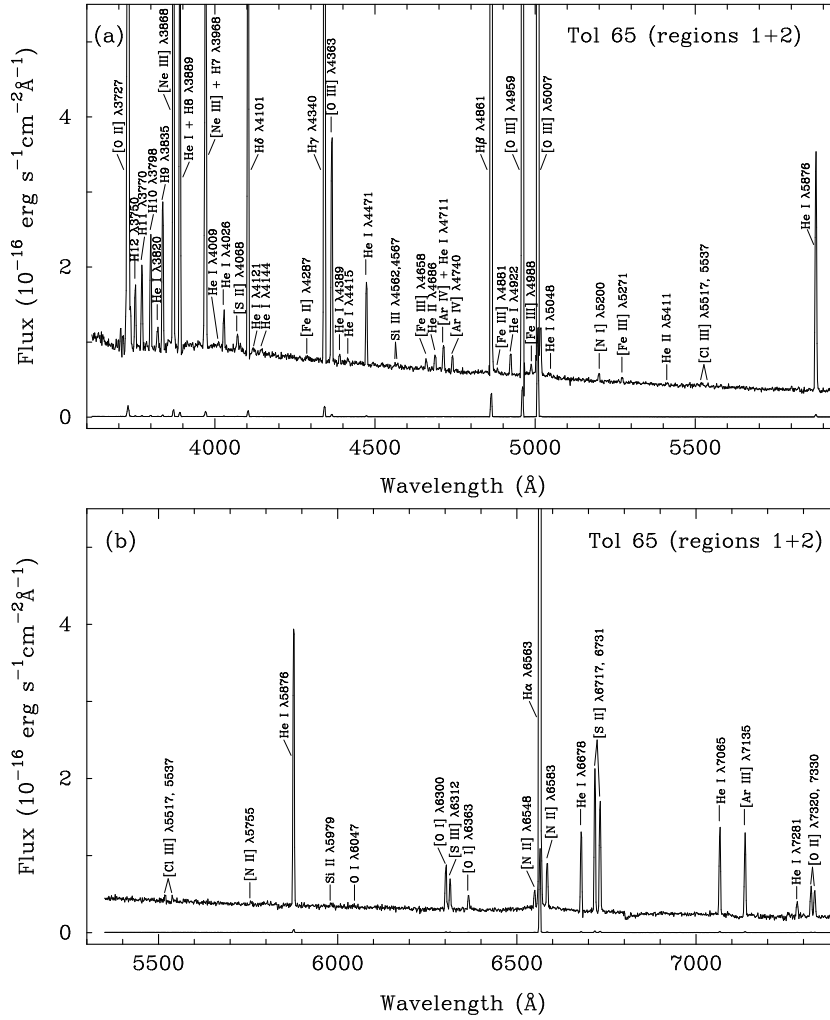 (a)
Tol 65 (regions 1+2)
[O II] λ3727
H12 λ3750
H11 λ3770
H10 λ3798
He I λ3820
H9 λ3835
[Ne III] λ3868
He I + H8 λ3889
[Ne III] + H7 λ3968
He I λ4009
He I λ4026
[S II] λ4068
Hδ λ4101
He I λ4121
He I λ4144
[Fe II] λ4287
Hγ λ4340
[O III] λ4363
He I λ4389
He I λ4415
He I λ4471
Si III λ4562,4567
[Fe III] λ4658
He II λ4686
[Ar IV] + He I λ4711
[Ar IV] λ4740
Hβ λ4861
[Fe III] λ4881
He I λ4922
[O III] λ4959
[Fe III] λ4988
[O III] λ5007
He I λ5048
[N I] λ5200
[Fe III] λ5271
He II λ5411
[Cl III] λ5517, 5537
He I λ5876
4
2
0
Flux (10−16 erg s−1cm−2Å−1)
4000 4500 5000 5500
Wavelength (Å)
(b)
Tol 65 (regions 1+2)
[Cl III] λ5517, 5537
[N II] λ5755
He I λ5876
Si II λ5979
O I λ6047
[O I] λ6300
[S III] λ6312
[O I] λ6363
[N II] λ6548
Hα λ6563
[N II] λ6583
He I λ6678
[S II] λ6717, 6731
He I λ7065
[Ar III] λ7135
He I λ7281
[O II] λ7320, 7330
4
2
0
Flux (10−16 erg s−1cm−2Å−1)
5500 6000 6500 7000
Wavelength (Å)